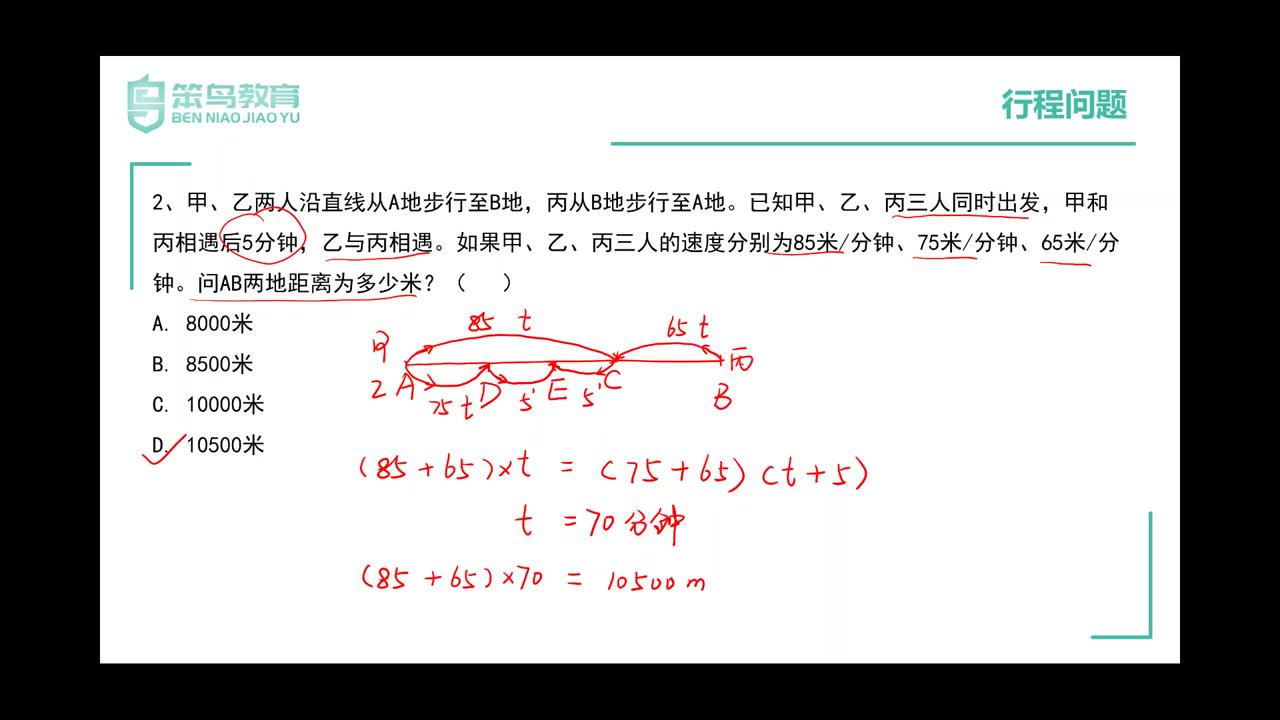 笨鸟教育
BEN NIAO JIAO YU
行程问题
2、甲、乙两人沿直线从A地步行至B地，丙从B地步行至A地。已知甲、乙、丙三人同时出发，甲和
丙相遇后5分钟，乙与丙相遇。如果甲、乙、丙三人的速度分别为85米/分钟、75米/分钟、65米/分
钟。问AB两地距离为多少米？（　　）
A. 8000米
B. 8500米
C. 10000米
D. 10500米
85 t 65 t
甲 丙
乙 A D E C B
75 t 5' 5'
(85+65)×t = (75+65)(t+5)
t =70分钟
(85+65)×70 = 10500m